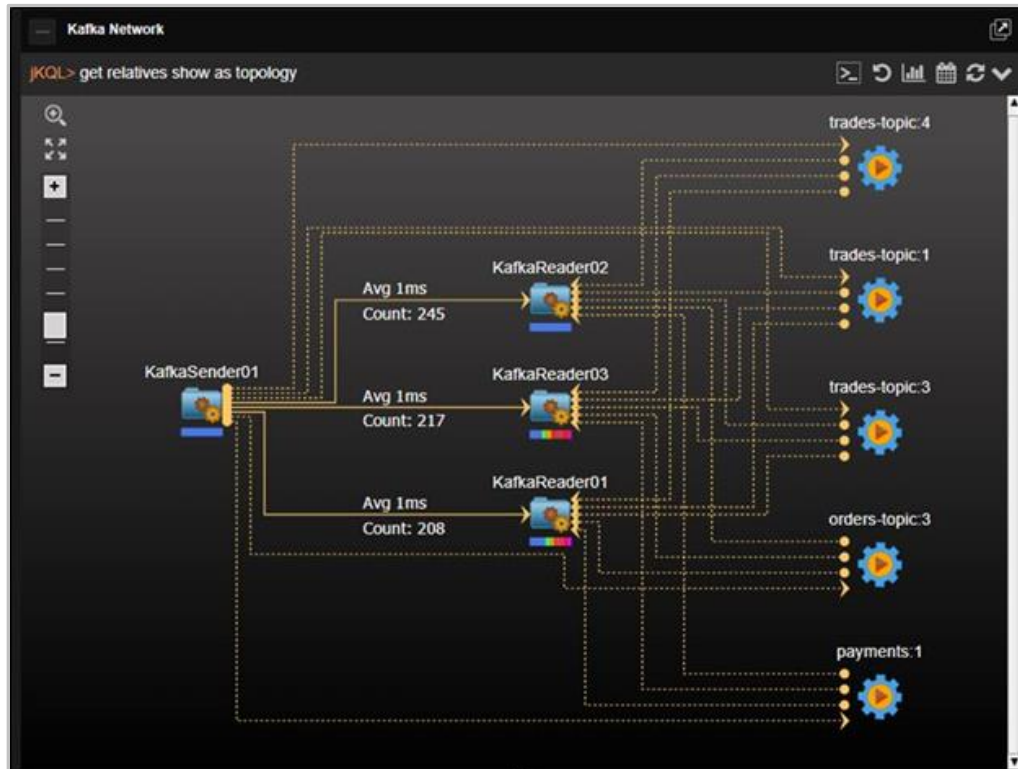 Kafka Network
jKQL> get relatives show as topology
trades-topic:4
trades-topic:1
KafkaReader02
Avg 1ms
Count: 245
KafkaSender01
KafkaReader03
trades-topic:3
Avg 1ms
Count: 217
KafkaReader01
Avg 1ms
Count: 208
orders-topic:3
payments:1